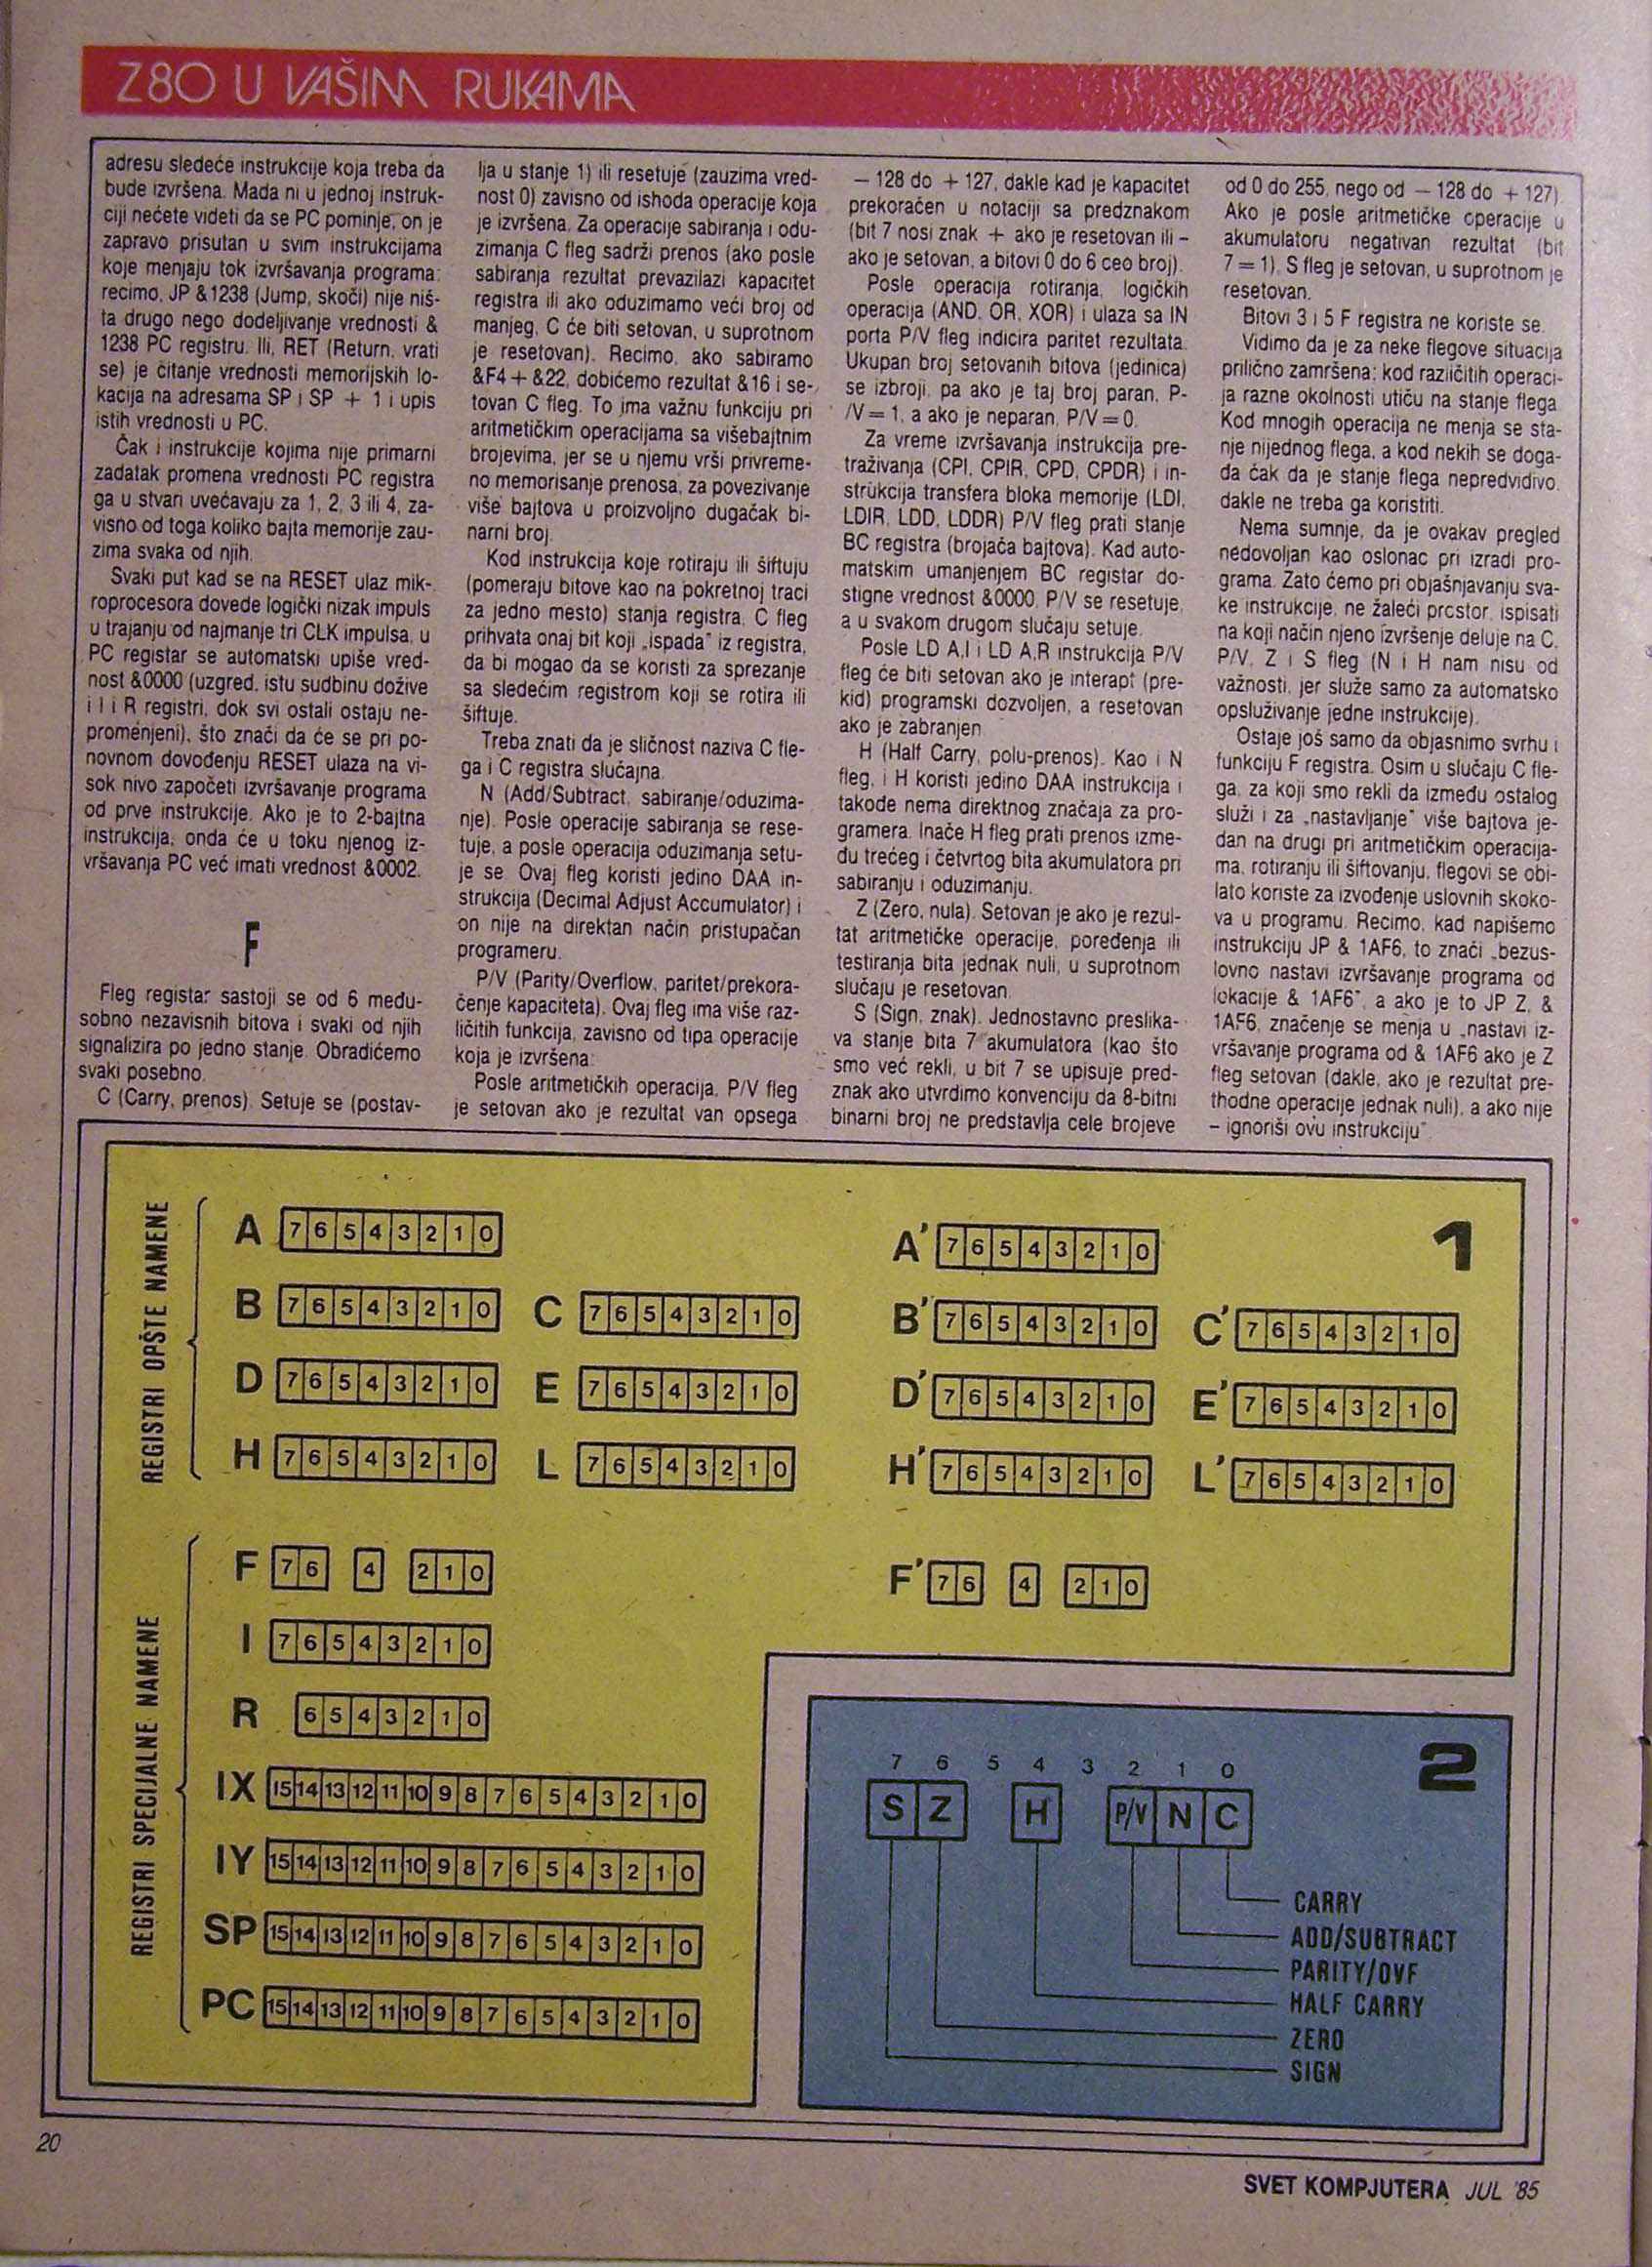 Z80 U VAŠIM RUKAMA
adresu sledeće instrukcije koja treba da
bude izvršena. Mada ni u jednoj instruk-
ciji nećete videti da se PC pominje, on je
zapravo prisutan u svim instrukcijama
koje menjaju tok izvršavanja programa:
recimo, JP &1238 (Jump, skoči) nije niš-
ta drugo nego dodeljivanje vrednosti &
1238 PC registru. Ili, RET (Return, vrati
se) je čitanje vrednosti memorijskih lo-
kacija na adresama SP i SP + 1 i upis
istih vrednosti u PC.
Čak i instrukcije kojima nije primarni
zadatak promena vrednosti PC registra
ga u stvari uvećavaju za 1, 2, 3 ili 4, za-
visno od toga koliko bajta memorije zau-
zima svaka od njih.
Svaki put kad se na RESET ulaz mik-
roprocesora dovede logički nizak impuls
u trajanju od najmanje tri CLK impulsa, u
PC registar se automatski upiše vred-
nost &0000 (uzgred, istu sudbinu dožive
i I i R registri, dok svi ostali ostaju ne-
promenjeni), što znači da će se pri po-
novnom dovođenju RESET ulaza na vi-
sok nivo započeti izvršavanje programa
od prve instrukcije. Ako je to 2-bajtna
instrukcija, onda će u toku njenog iz-
vršavanja PC već imati vrednost &0002.
F
Fleg registar sastoji se od 6 među-
sobno nezavisnih bitova i svaki od njih
signalizira po jedno stanje. Obradićemo
svaki posebno.
C (Carry, prenos). Setuje se (postav-
lja u stanje 1) ili resetuje (zauzima vred-
nost 0) zavisno od ishoda operacije koja
je izvršena. Za operacije sabiranja i odu-
zimanja C fleg sadrži prenos (ako posle
sabiranja rezultat prevazilazi kapacitet
registra ili ako oduzimamo veći broj od
manjeg, C će biti setovan, u suprotnom
je resetovan). Recimo, ako sabiramo
&F4 + &22, dobićemo rezultat &16 i se-
tovan C fleg. To ima važnu funkciju pri
aritmetičkim operacijama sa višebajtnim
brojevima, jer se u njemu vrši privreme-
no memorisanje prenosa, za povezivanje
više bajtova u proizvoljno dugačak bi-
narni broj.
Kod instrukcija koje rotiraju ili šiftuju
(pomeraju bitove kao na pokretnoj traci
za jedno mesto) stanja registra, C fleg
prihvata onaj bit koji „ispada“ iz registra,
da bi mogao da se koristi za sprezanje
sa sledećim registrom koji se rotira ili
šiftuje.
Treba znati da je sličnost naziva C fle-
ga i C registra slučajna.
N (Add/Subtract, sabiranje/oduzima-
nje). Posle operacije sabiranja se rese-
tuje, a posle operacija oduzimanja setu-
je se. Ovaj fleg koristi jedino DAA in-
strukcija (Decimal Adjust Accumulator) i
on nije na direktan način pristupačan
programeru.
P/V (Parity/Overflow, paritet/prekora-
čenje kapaciteta). Ovaj fleg ima više raz-
ličitih funkcija, zavisno od tipa operacije
koja je izvršena:
Posle aritmetičkih operacija, P/V fleg
je setovan ako je rezultat van opsega
— 128 do + 127, dakle kad je kapacitet
prekoračen u notaciji sa predznakom
(bit 7 nosi znak + ako je resetovan ili –
ako je setovan, a bitovi 0 do 6 ceo broj).
Posle operacija rotiranja, logičkih
operacija (AND, OR, XOR) i ulaza sa IN
porta P/V fleg indicira paritet rezultata.
Ukupan broj setovanih bitova (jedinica)
se izbroji, pa ako je taj broj paran, P-
/V = 1, a ako je neparan, P/V = 0.
Za vreme izvršavanja instrukcija pre-
traživanja (CPI, CPIR, CPD, CPDR) i in-
strukcija transfera bloka memorije (LDI,
LDIR, LDD, LDDR) P/V fleg prati stanje
BC registra (brojača bajtova). Kad auto-
matskim umanjenjem BC registar do-
stigne vrednost &0000, P/V se resetuje,
a u svakom drugom slučaju setuje.
Posle LD A,I i LD A,R instrukcija P/V
fleg će biti setovan ako je interapt (pre-
kid) programski dozvoljen, a resetovan
ako je zabranjen.
H (Half Carry, polu-prenos). Kao i N
fleg, i H koristi jedino DAA instrukcija i
takođe nema direktnog značaja za pro-
gramera. Inače H fleg prati prenos izme-
đu trećeg i četvrtog bita akumulatora pri
sabiranju i oduzimanju.
Z (Zero, nula). Setovan je ako je rezul-
tat aritmetičke operacije, poređenja ili
testiranja bita jednak nuli, u suprotnom
slučaju je resetovan.
S (Sign, znak). Jednostavno preslika-
va stanje bita 7 akumulatora (kao što
smo već rekli, u bit 7 se upisuje pred-
znak ako utvrdimo konvenciju da 8-bitni
binarni broj ne predstavlja cele brojeve
od 0 do 255, nego od — 128 do + 127).
Ako je posle aritmetičke operacije u
akumulatoru negativan rezultat (bit
7 = 1), S fleg je setovan, u suprotnom je
resetovan.
Bitovi 3 i 5 F registra ne koriste se.
Vidimo da je za neke flegove situacija
prilično zamršena; kod različitih operaci-
ja razne okolnosti utiču na stanje flega.
Kod mnogih operacija ne menja se sta-
nje nijednog flega, a kod nekih se doga-
đa čak da je stanje flega nepredvidivo,
dakle ne treba ga koristiti.
Nema sumnje, da je ovakav pregled
nedovoljan kao oslonac pri izradi pro-
grama. Zato ćemo pri objašnjavanju sva-
ke instrukcije, ne žaleći prostor, ispisati
na koji način njeno izvršenje deluje na C,
P/V, Z i S fleg (N i H nam nisu od
važnosti, jer služe samo za automatsko
opsluživanje jedne instrukcije).
Ostaje još samo da objasnimo svrhu i
funkciju F registra. Osim u slučaju C fle-
ga, za koji smo rekli da između ostalog
služi i za „nastavljanje“ više bajtova je-
dan na drugi pri aritmetičkim operacija-
ma, rotiranju ili šiftovanju, flegovi se obi-
lato koriste za izvođenje uslovnih skoko-
va u programu. Recimo, kad napišemo
instrukciju JP & 1AF6, to znači „bezus-
lovno nastavi izvršavanje programa od
lokacije & 1AF6“, a ako je to JP Z, &
1AF6, značenje se menja u „nastavi iz-
vršavanje programa od & 1AF6 ako je Z
fleg setovan (dakle, ako je rezultat pre-
thodne operacije jednak nuli), a ako nije
– ignoriši ovu instrukciju“
1
REGISTRI OPŠTE NAMENE
A 7 6 5 4 3 2 1 0 A' 7 6 5 4 3 2 1 0
B 7 6 5 4 3 2 1 0 C 7 6 5 4 3 2 1 0 B' 7 6 5 4 3 2 1 0 C' 7 6 5 4 3 2 1 0
D 7 6 5 4 3 2 1 0 E 7 6 5 4 3 2 1 0 D' 7 6 5 4 3 2 1 0 E' 7 6 5 4 3 2 1 0
H 7 6 5 4 3 2 1 0 L 7 6 5 4 3 2 1 0 H' 7 6 5 4 3 2 1 0 L' 7 6 5 4 3 2 1 0
REGISTRI SPECIJALNE NAMENE
F 7 6 4 2 1 0 F' 7 6 4 2 1 0
I 7 6 5 4 3 2 1 0
R 6 5 4 3 2 1 0
IX 15 14 13 12 11 10 9 8 7 6 5 4 3 2 1 0
IY 15 14 13 12 11 10 9 8 7 6 5 4 3 2 1 0
SP 15 14 13 12 11 10 9 8 7 6 5 4 3 2 1 0
PC 15 14 13 12 11 10 9 8 7 6 5 4 3 2 1 0
2
7 6 5 4 3 2 1 0
S Z H P/V N C
CARRY
ADD/SUBTRACT
PARITY/OVF
HALF CARRY
ZERO
SIGN
20
SVET KOMPJUTERA JUL '85